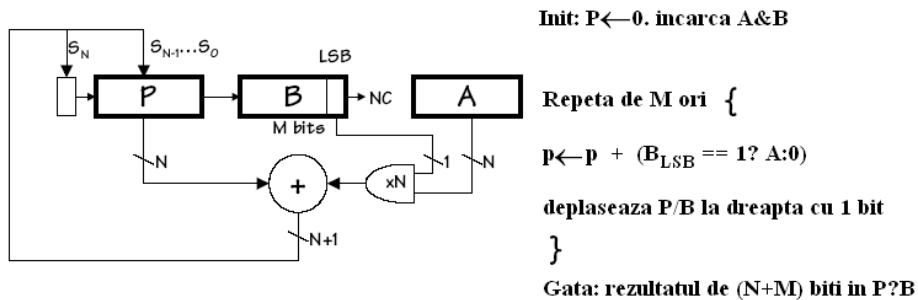 Init: P←0. incarca A&B
S_N
S_N-1...S_0
LSB
P
B
NC
A
Repeta de M ori {
M bits
N
1
N
p←p + (B_LSB == 1? A:0)
+
xN
deplaseaza P/B la dreapta cu 1 bit
N+1
}
Gata: rezultatul de (N+M) biti in P?B